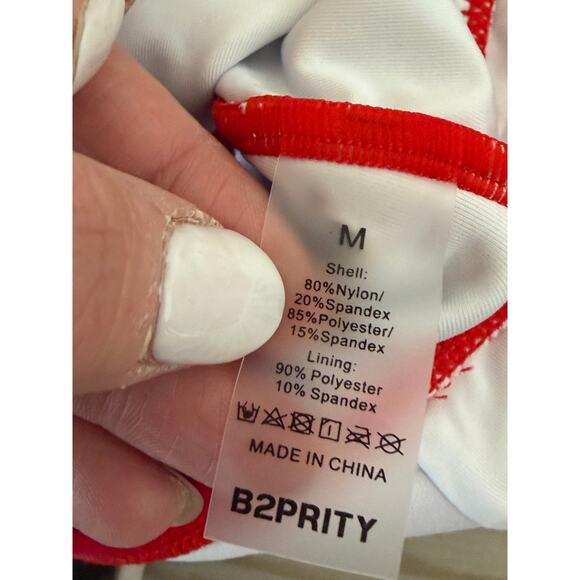 M
Shell:
80%Nylon/
20%Spandex
85%Polyester/
15%Spandex
Lining:
90% Polyester
10% Spandex
MADE IN CHINA
B2PRITY